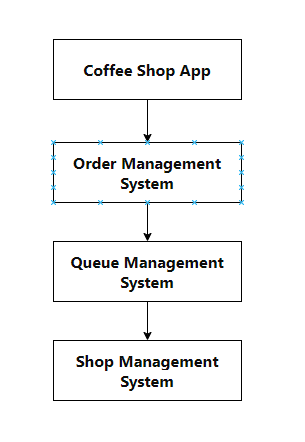 Coffee Shop App
Order Management
System
Queue Management
System
Shop Management
System